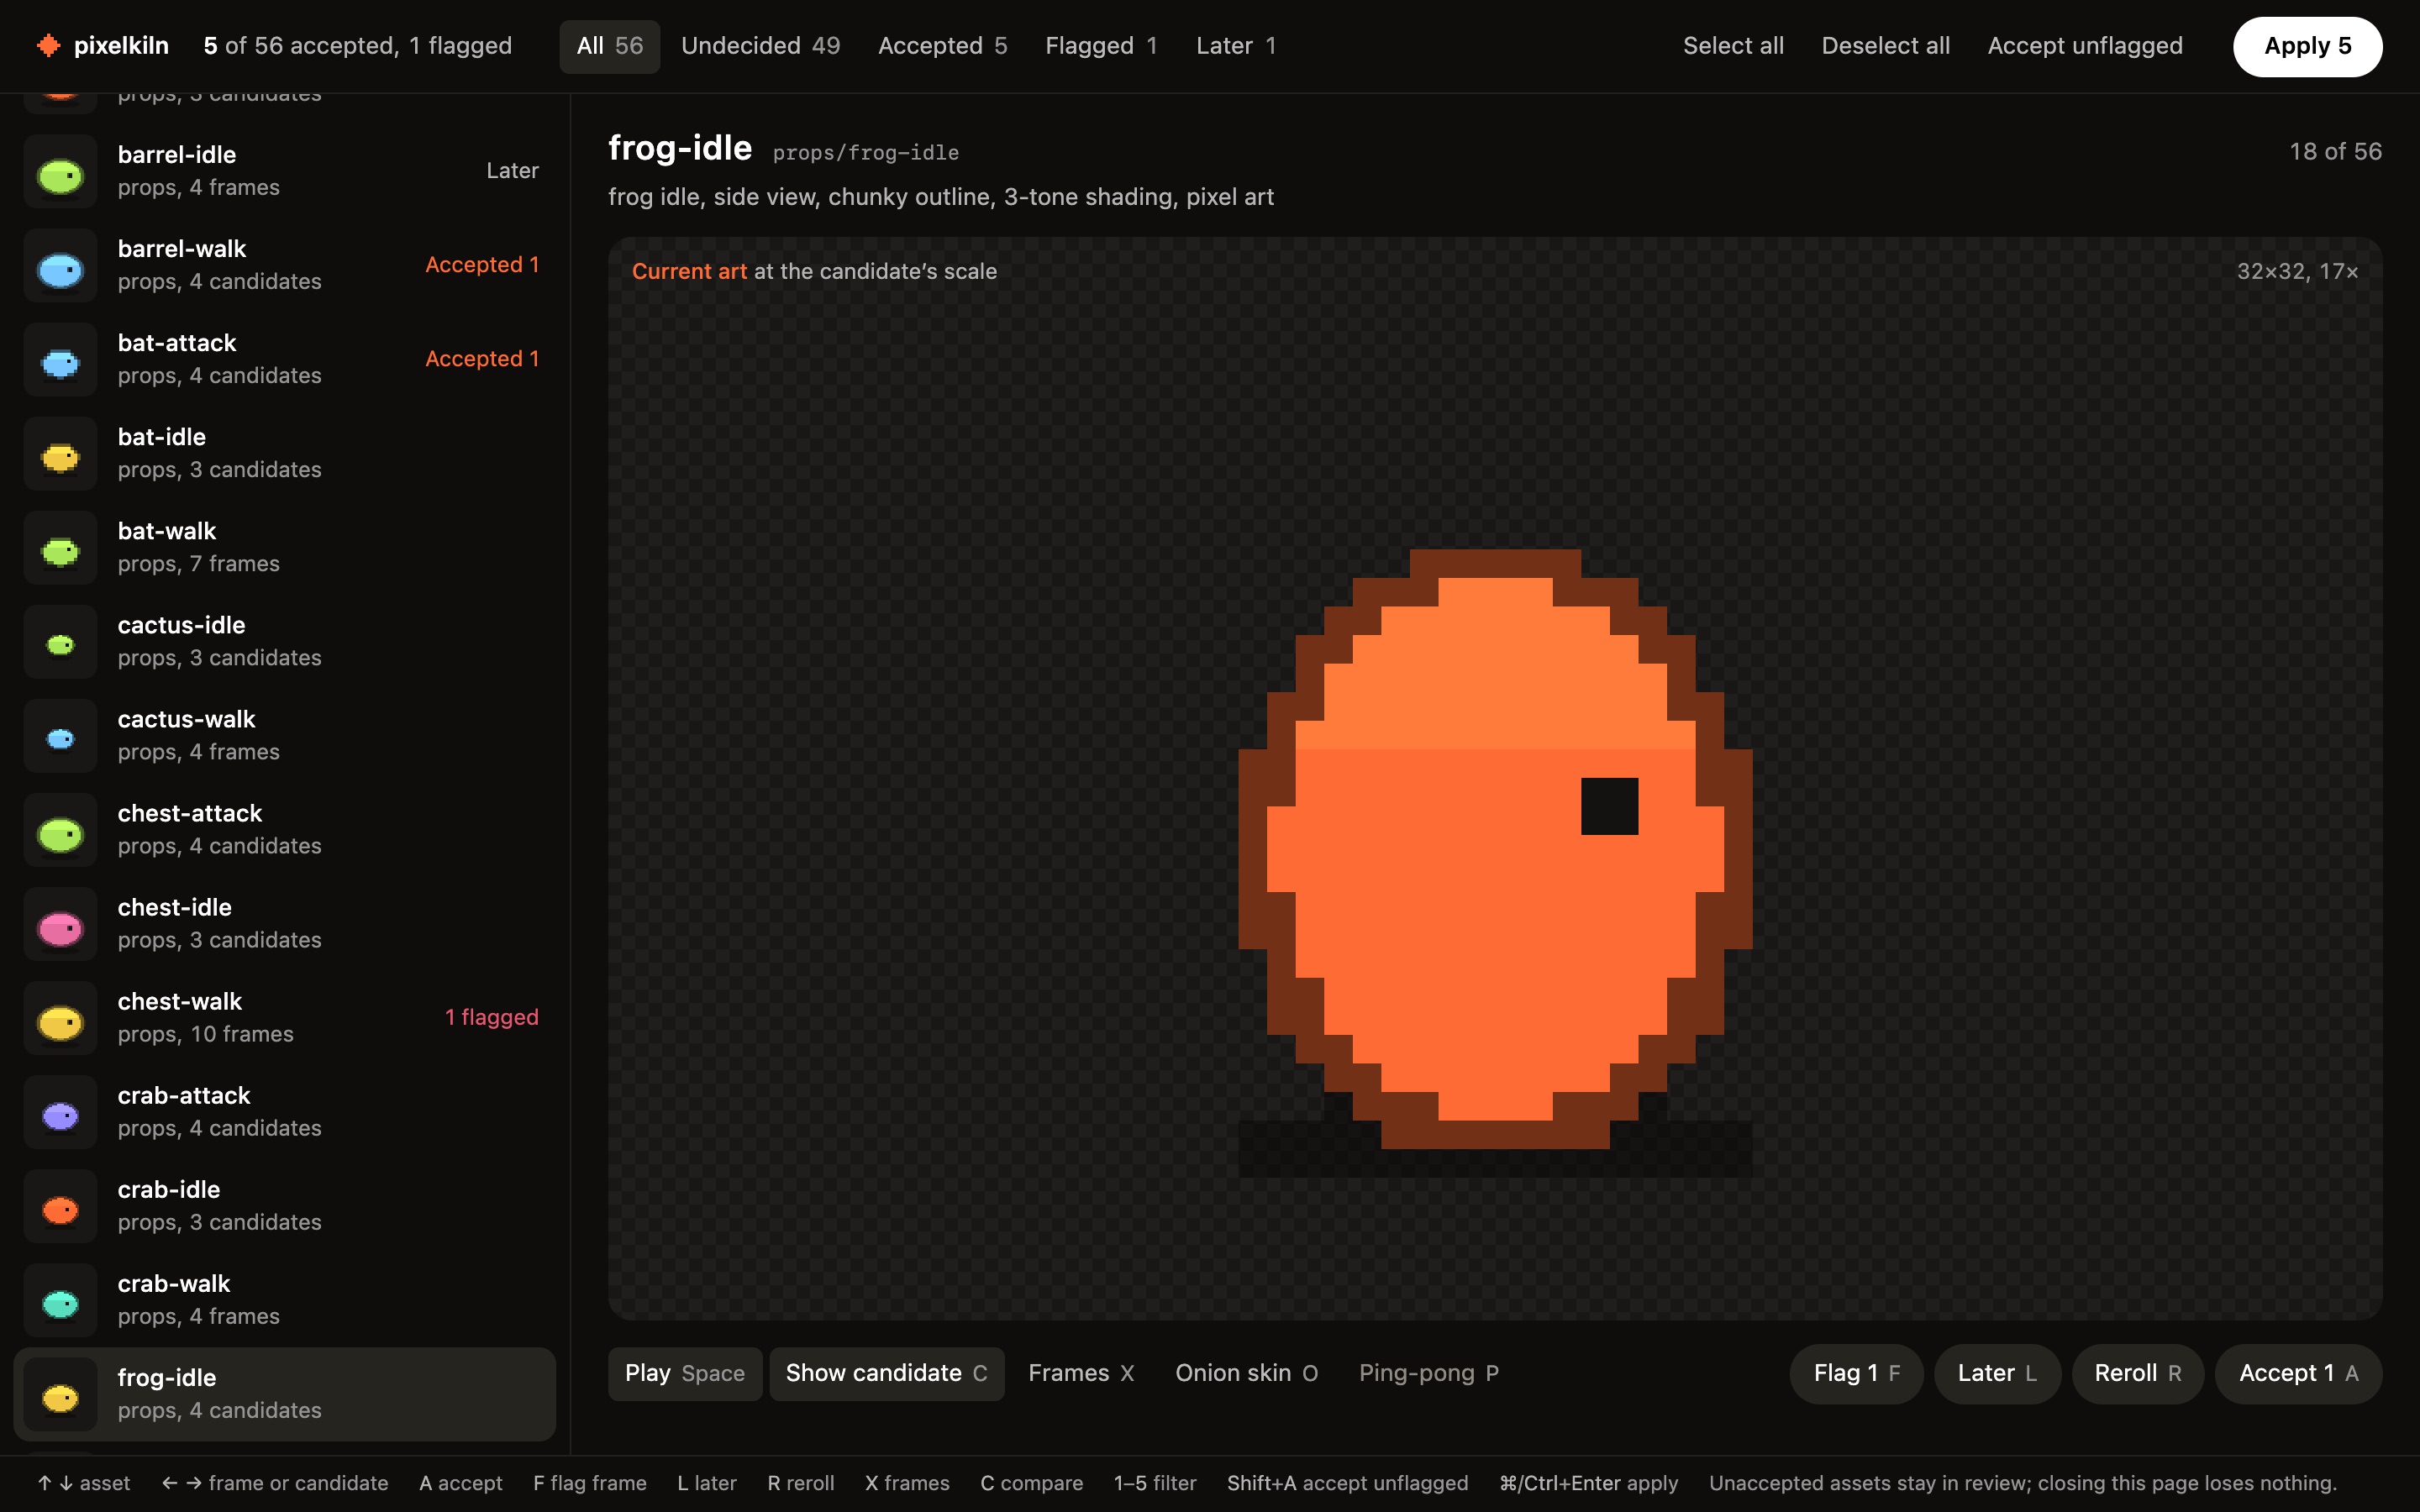 pixelkiln
5 of 56 accepted, 1 flagged
All 56
Undecided 49
Accepted 5
Flagged 1
Later 1
Select all
Deselect all
Accept unflagged
Apply 5
props, 3 candidates
barrel-idle
props, 4 frames
Later
barrel-walk
props, 4 candidates
Accepted 1
bat-attack
props, 4 candidates
Accepted 1
bat-idle
props, 3 candidates
bat-walk
props, 7 frames
cactus-idle
props, 3 candidates
cactus-walk
props, 4 frames
chest-attack
props, 4 candidates
chest-idle
props, 3 candidates
chest-walk
props, 10 frames
1 flagged
crab-attack
props, 4 candidates
crab-idle
props, 3 candidates
crab-walk
props, 4 frames
frog-idle
props, 4 candidates
frog-idle props/frog-idle
18 of 56
frog idle, side view, chunky outline, 3-tone shading, pixel art
Current art at the candidate’s scale
32×32, 17×
Play Space
Show candidate C
Frames X
Onion skin O
Ping-pong P
Flag 1 F
Later L
Reroll R
Accept 1 A
↑ ↓ asset
← → frame or candidate
A accept
F flag frame
L later
R reroll
X frames
C compare
1–5 filter
Shift+A accept unflagged
⌘/Ctrl+Enter apply
Unaccepted assets stay in review; closing this page loses nothing.